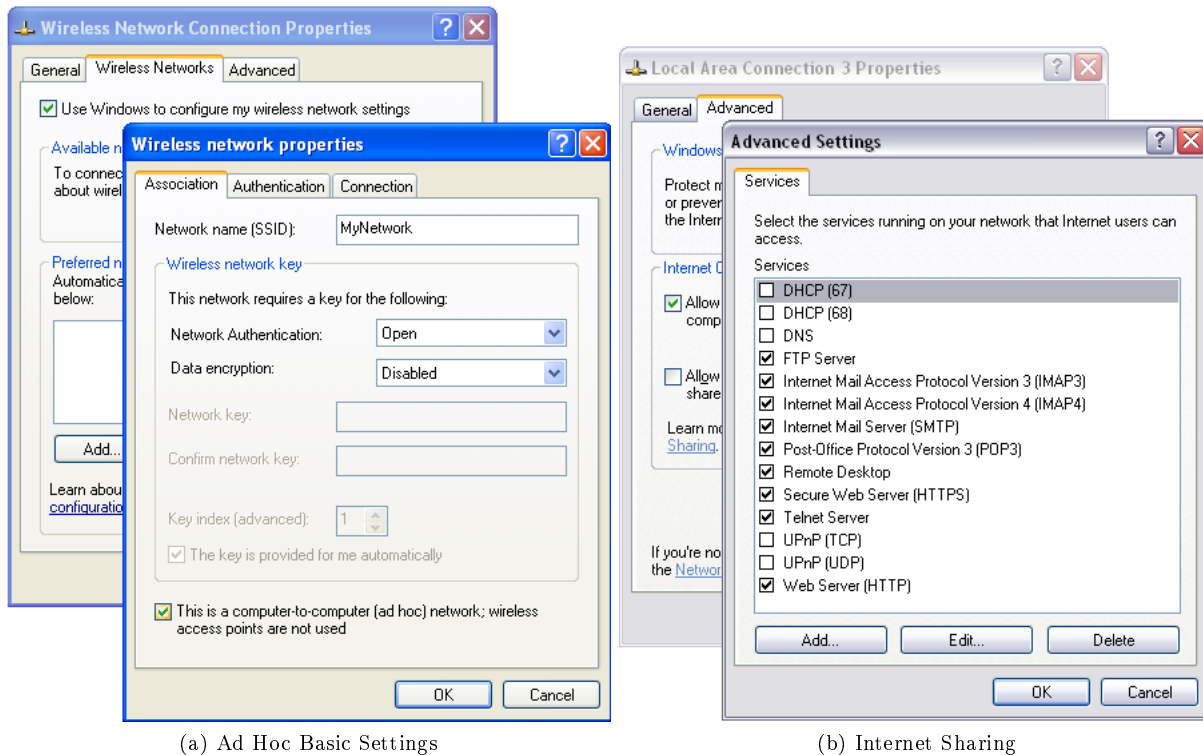 Wireless Network Connection Properties
General
Wireless Networks
Advanced
Use Windows to configure my wireless network settings
Available n
To connec
about wirel
Preferred n
Automatica
below:
Add...
Learn abou
configuratio
Wireless network properties
Association
Authentication
Connection
Network name (SSID):
MyNetwork
Wireless network key
This network requires a key for the following:
Network Authentication:
Open
Data encryption:
Disabled
Network key:
Confirm network key:
Key index (advanced):
1
The key is provided for me automatically
This is a computer-to-computer (ad hoc) network; wireless
access points are not used
OK
Cancel
(a) Ad Hoc Basic Settings
Local Area Connection 3 Properties
General
Advanced
Windows
Protect m
or prever
the Intern
Internet C
Allow
comp
Allow
share
Learn mo
Sharing.
If you're no
the Networ
Advanced Settings
Services
Select the services running on your network that Internet users can
access.
Services
DHCP (67)
DHCP (68)
DNS
FTP Server
Internet Mail Access Protocol Version 3 (IMAP3)
Internet Mail Access Protocol Version 4 (IMAP4)
Internet Mail Server (SMTP)
Post-Office Protocol Version 3 (POP3)
Remote Desktop
Secure Web Server (HTTPS)
Telnet Server
UPnP (TCP)
UPnP (UDP)
Web Server (HTTP)
Add...
Edit...
Delete
OK
Cancel
(b) Internet Sharing